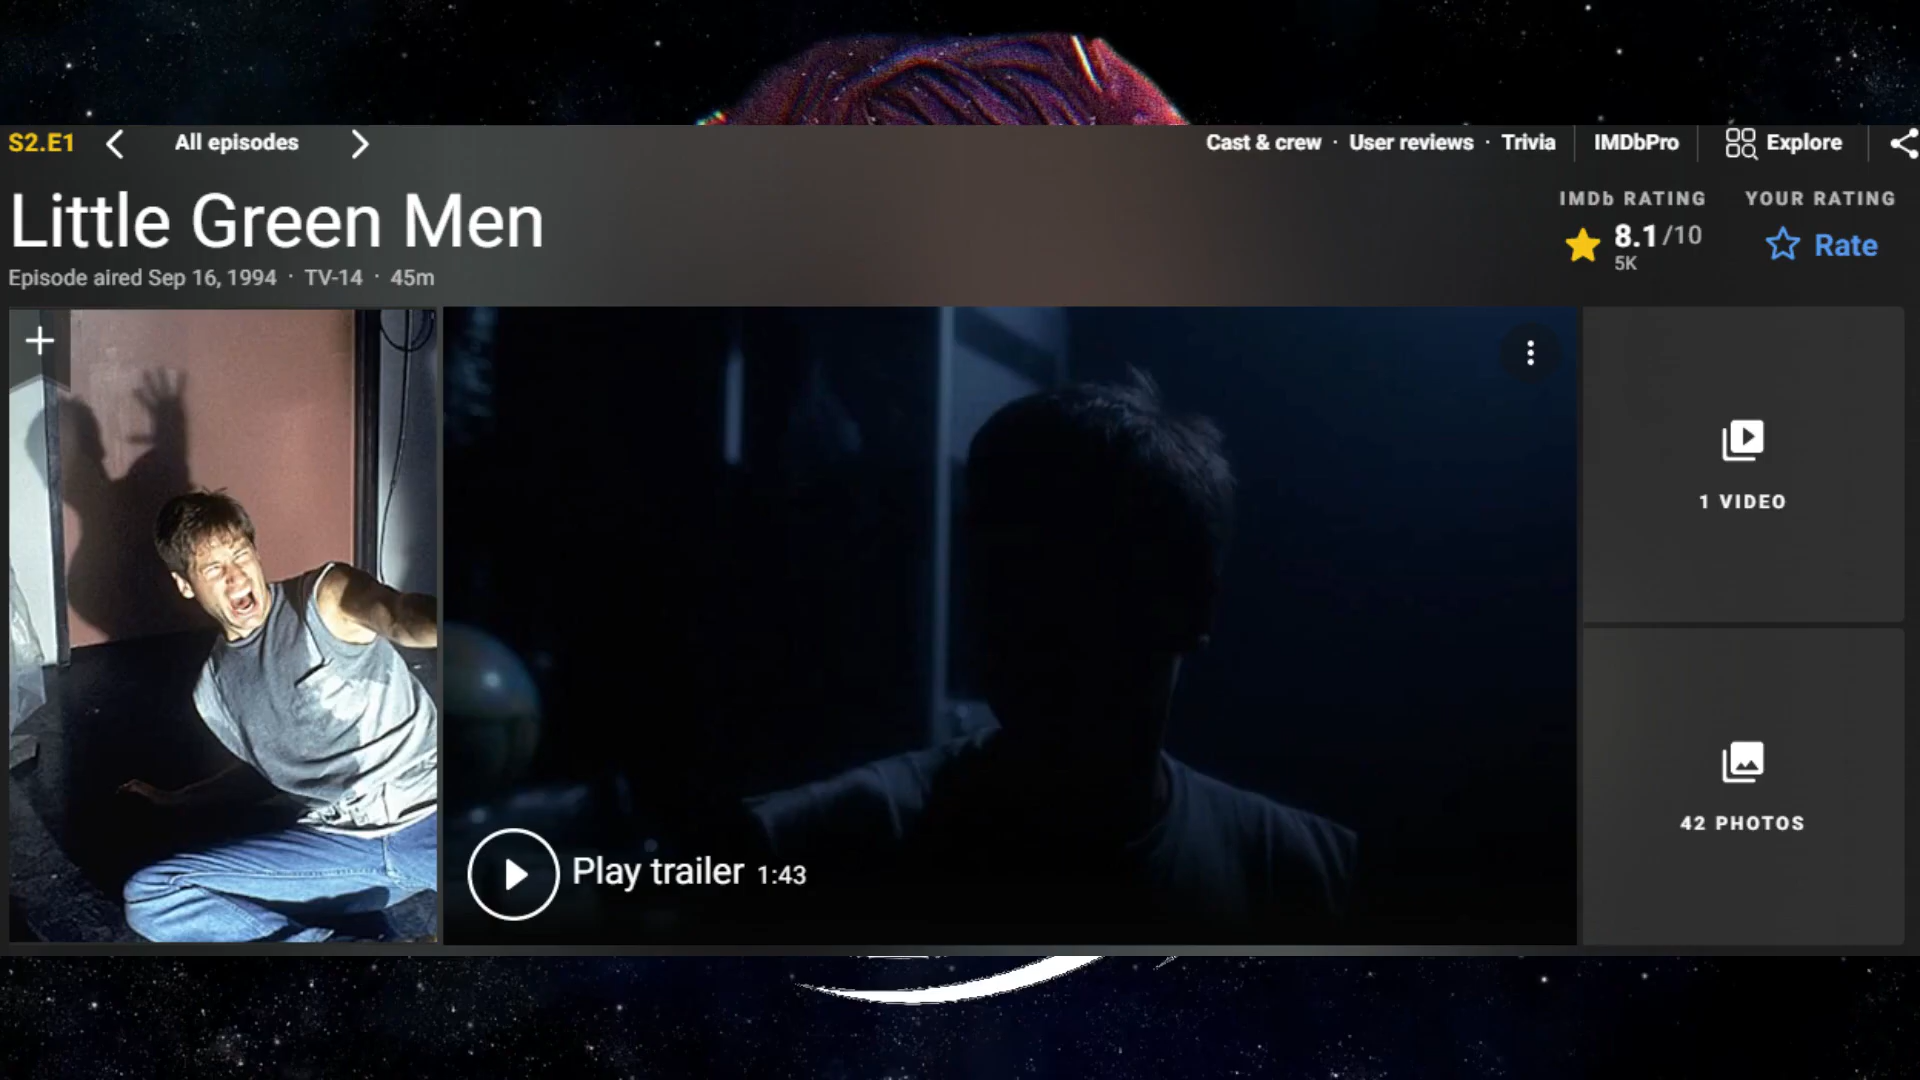 S2.E1
All episodes
Cast & crew · User reviews · Trivia
IMDbPro
Explore
Little Green Men
Episode aired Sep 16, 1994 · TV-14 · 45m
IMDb RATING
8.1/10
5K
YOUR RATING
Rate
1 VIDEO
42 PHOTOS
Play trailer 1:43